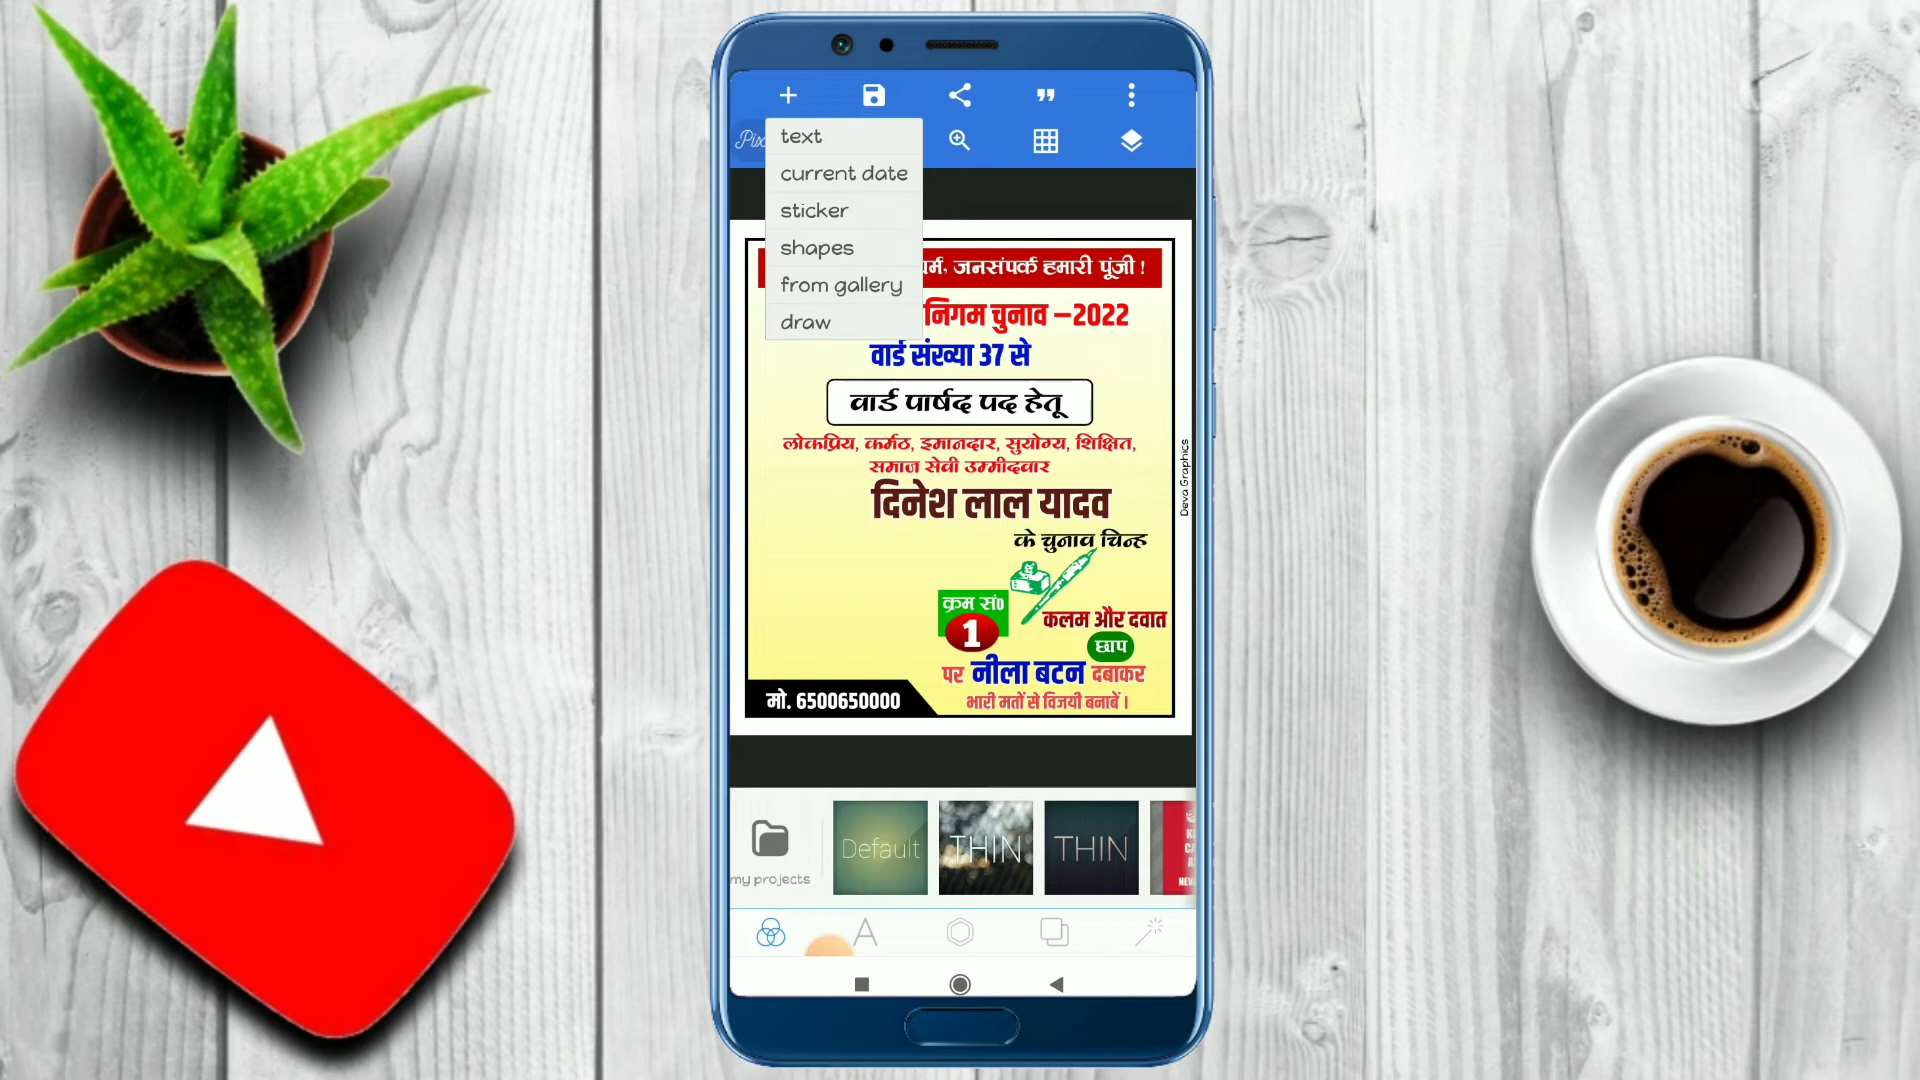 Pix
text
current date
sticker
shapes
from gallery
draw
जनसंपर्क हमारी पूंजी !
निगम चुनाव –2022
वार्ड संख्या 37 से
वार्ड पार्षद पद हेतू
लोकप्रिय, कर्मठ, इमानदार, सुयोग्य, शिक्षित,
समाज सेवी उम्मीदवार
दिनेश लाल यादव
के चुनाव चिन्ह
क्रम सं0
1
कलम और दवात
छाप
पर नीला बटन दबाकर
भारी मतों से विजयी बनाबें ।
मो. 6500650000
Deva Graphics
my projects
Default
THIN
THIN
A